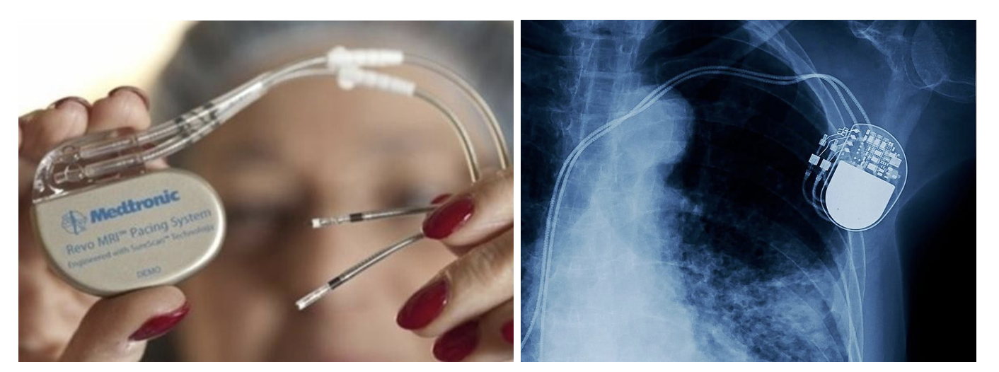 Medtronic
Revo MRI™ Pacing System
Engineered with SureScan™ Technology
DEMO